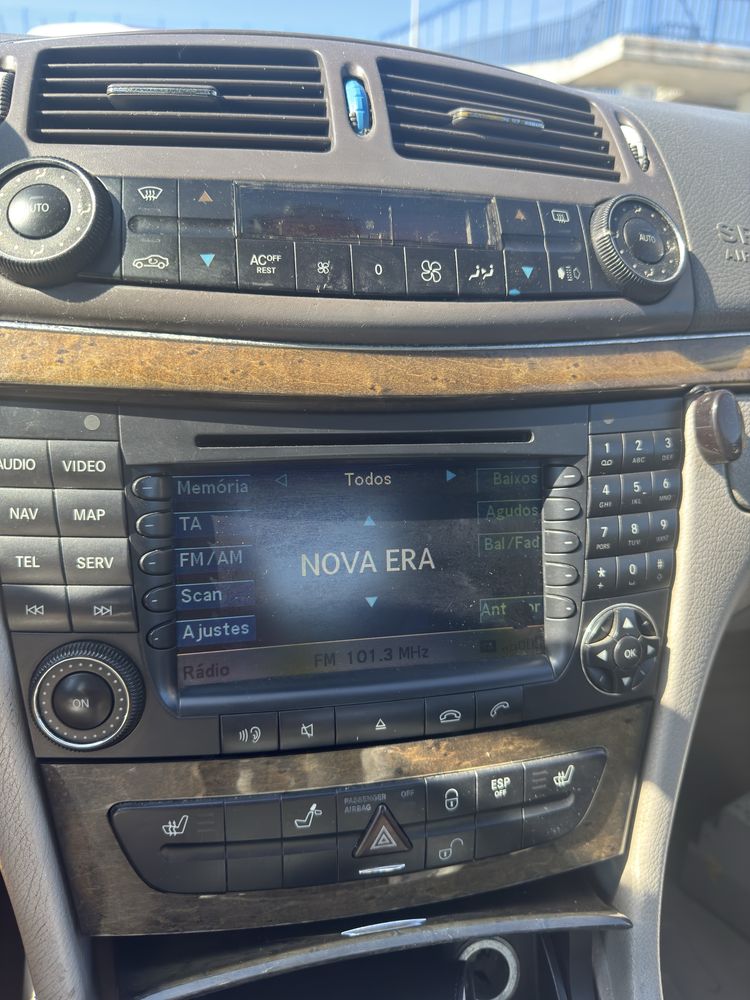 AUTO
AUTO
AC OFF
REST
0
AUDIO VIDEO
NAV MAP
TEL SERV
ON
Memória
TA
FM/AM
Scan
Ajustes
Todos
NOVA ERA
Baixos
Agudos
Bal/Fad
Rádio
FM 101.3 MHz
1 2 ABC 3 DEF
4 GHI 5 JKL 6 MNO
7 PQRS 8 TUV 9 WXY
* 0 #
OK
PASSENGER AIRBAG OFF
ESP
OFF
AIR